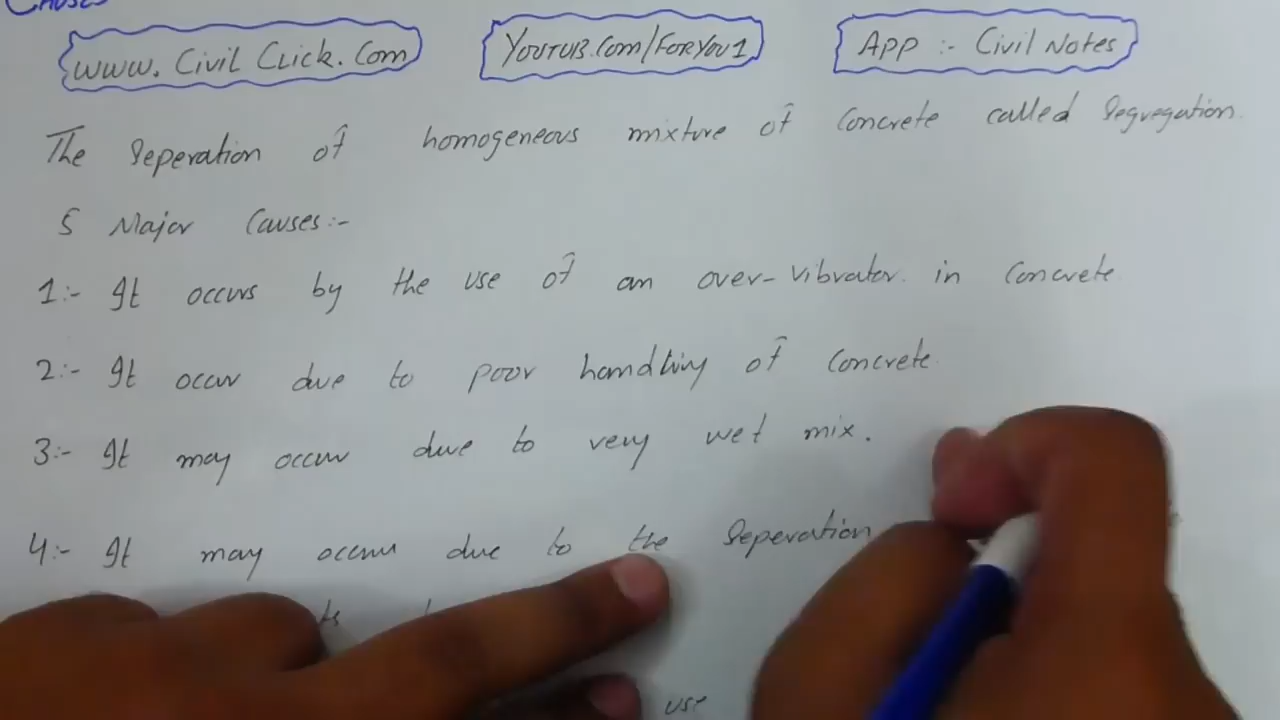 Causes
www. Civil Click. Com
YOUTUB.Com/FORYOU1
APP :- Civil Notes
The Seperation of homogeneous mixture of Concrete called Segregation.
5 Major Causes:-
1:- It occurs by the use of an over-vibrator. in Concrete
2:- It occur due to poor handling of Concrete.
3:- It may occur due to very wet mix.
4:- It may occur due to the Seperation
use